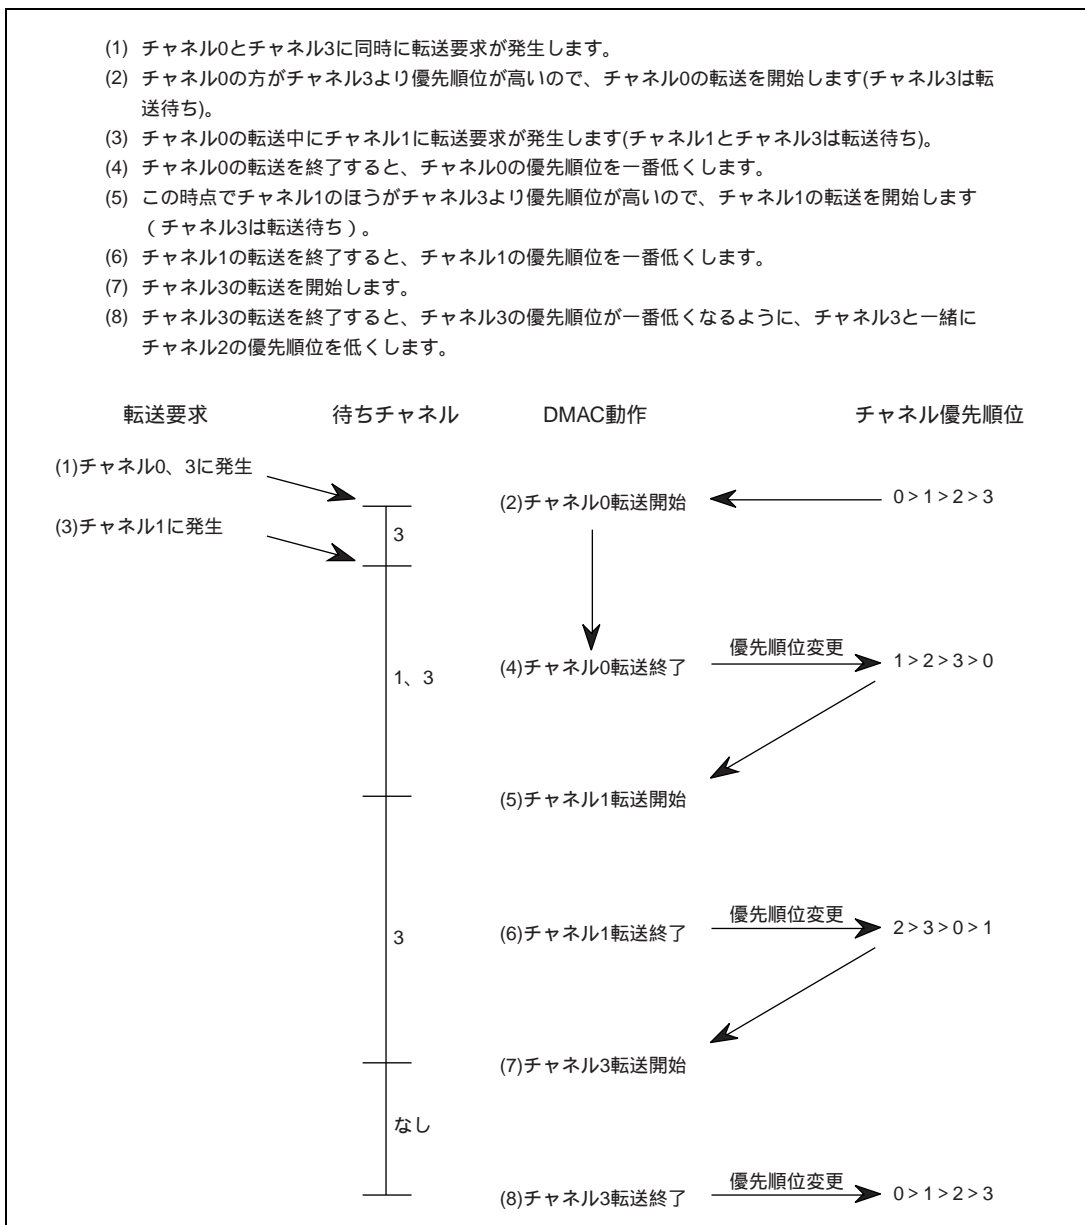 (1) チャネル0とチャネル3に同時に転送要求が発生します。
(2) チャネル0の方がチャネル3より優先順位が高いので、チャネル0の転送を開始します(チャネル3は転
送待ち)。
(3) チャネル0の転送中にチャネル1に転送要求が発生します(チャネル1とチャネル3は転送待ち)。
(4) チャネル0の転送を終了すると、チャネル0の優先順位を一番低くします。
(5) この時点でチャネル1のほうがチャネル3より優先順位が高いので、チャネル1の転送を開始します
(チャネル3は転送待ち)。
(6) チャネル1の転送を終了すると、チャネル1の優先順位を一番低くします。
(7) チャネル3の転送を開始します。
(8) チャネル3の転送を終了すると、チャネル3の優先順位が一番低くなるように、チャネル3と一緒に
チャネル2の優先順位を低くします。
転送要求 待ちチャネル DMAC動作 チャネル優先順位
(1)チャネル0、3に発生
(2)チャネル0転送開始 0>1>2>3
(3)チャネル1に発生 3
優先順位変更
1、3 (4)チャネル0転送終了 1>2>3>0
(5)チャネル1転送開始
優先順位変更
3 (6)チャネル1転送終了 2>3>0>1
(7)チャネル3転送開始
なし
優先順位変更
(8)チャネル3転送終了 0>1>2>3